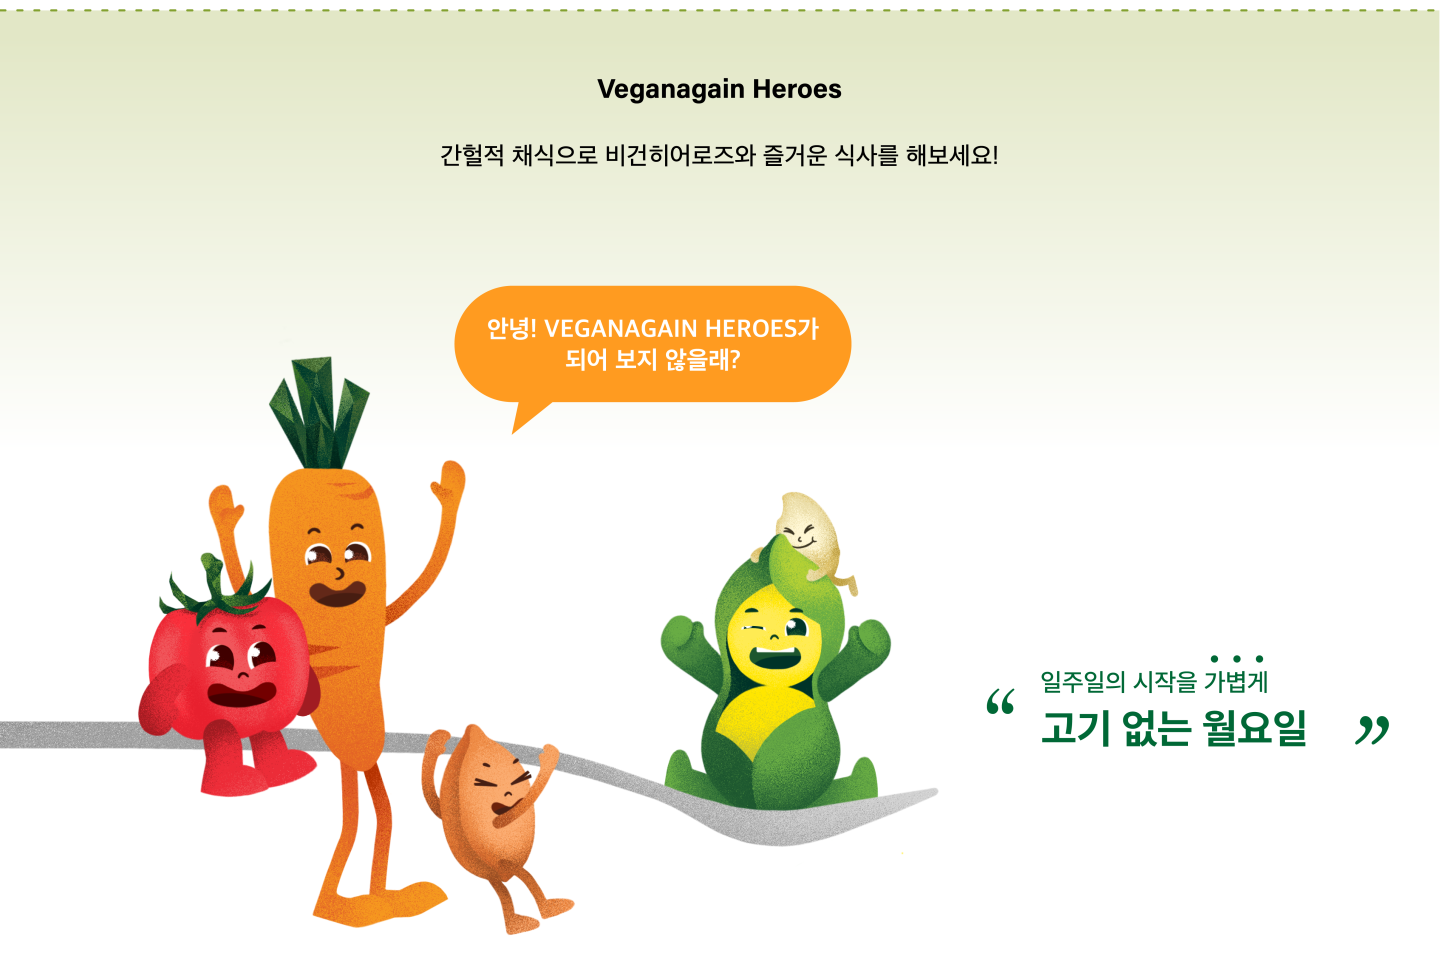 Veganagain Heroes
간헐적 채식으로 비건히어로즈와 즐거운 식사를 해보세요!
안녕! VEGANAGAIN HEROES가
되어 보지 않을래?
일주일의 시작을 가볍게
“ 고기 없는 월요일 ”